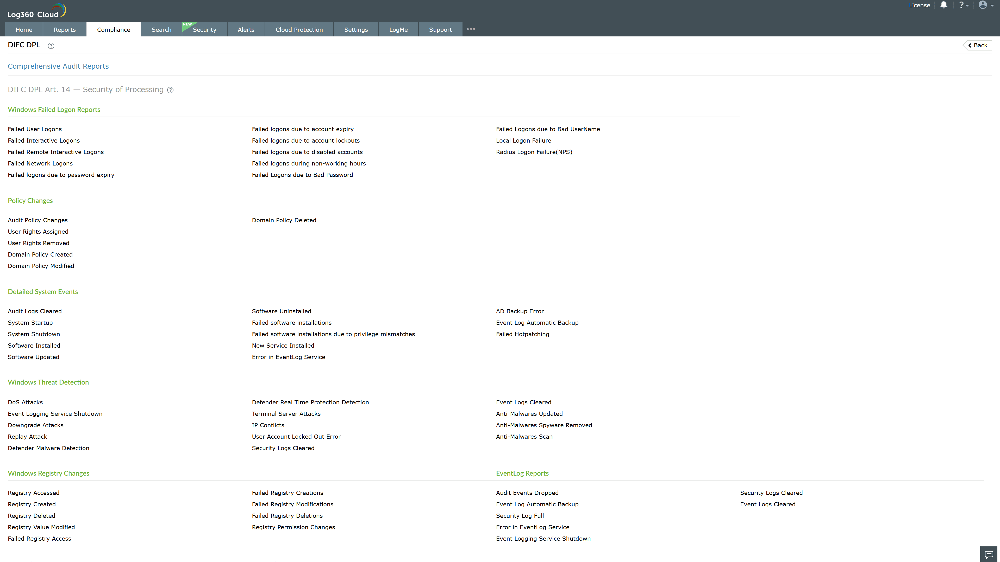 License
?
Log360 Cloud
Home
Reports
Compliance
Search
NEW
Security
Alerts
Cloud Protection
Settings
LogMe
Support
DIFC DPL ?
Back
Comprehensive Audit Reports
DIFC DPL Art. 14 — Security of Processing ?
Windows Failed Logon Reports
Failed User Logons
Failed Interactive Logons
Failed Remote Interactive Logons
Failed Network Logons
Failed logons due to password expiry
Failed logons due to account expiry
Failed logons due to account lockouts
Failed logons due to disabled accounts
Failed logons during non-working hours
Failed Logons due to Bad Password
Failed Logons due to Bad UserName
Local Logon Failure
Radius Logon Failure(NPS)
Policy Changes
Audit Policy Changes
User Rights Assigned
User Rights Removed
Domain Policy Created
Domain Policy Modified
Domain Policy Deleted
Detailed System Events
Audit Logs Cleared
System Startup
System Shutdown
Software Installed
Software Updated
Software Uninstalled
Failed software installations
Failed software installations due to privilege mismatches
New Service Installed
Error in EventLog Service
AD Backup Error
Event Log Automatic Backup
Failed Hotpatching
Windows Threat Detection
DoS Attacks
Event Logging Service Shutdown
Downgrade Attacks
Replay Attack
Defender Malware Detection
Defender Real Time Protection Detection
Terminal Server Attacks
IP Conflicts
User Account Locked Out Error
Security Logs Cleared
Event Logs Cleared
Anti-Malwares Updated
Anti-Malwares Spyware Removed
Anti-Malwares Scan
Windows Registry Changes
Registry Accessed
Registry Created
Registry Deleted
Registry Value Modified
Failed Registry Access
Failed Registry Creations
Failed Registry Modifications
Failed Registry Deletions
Registry Permission Changes
EventLog Reports
Audit Events Dropped
Event Log Automatic Backup
Security Log Full
Error in EventLog Service
Event Logging Service Shutdown
Security Logs Cleared
Event Logs Cleared